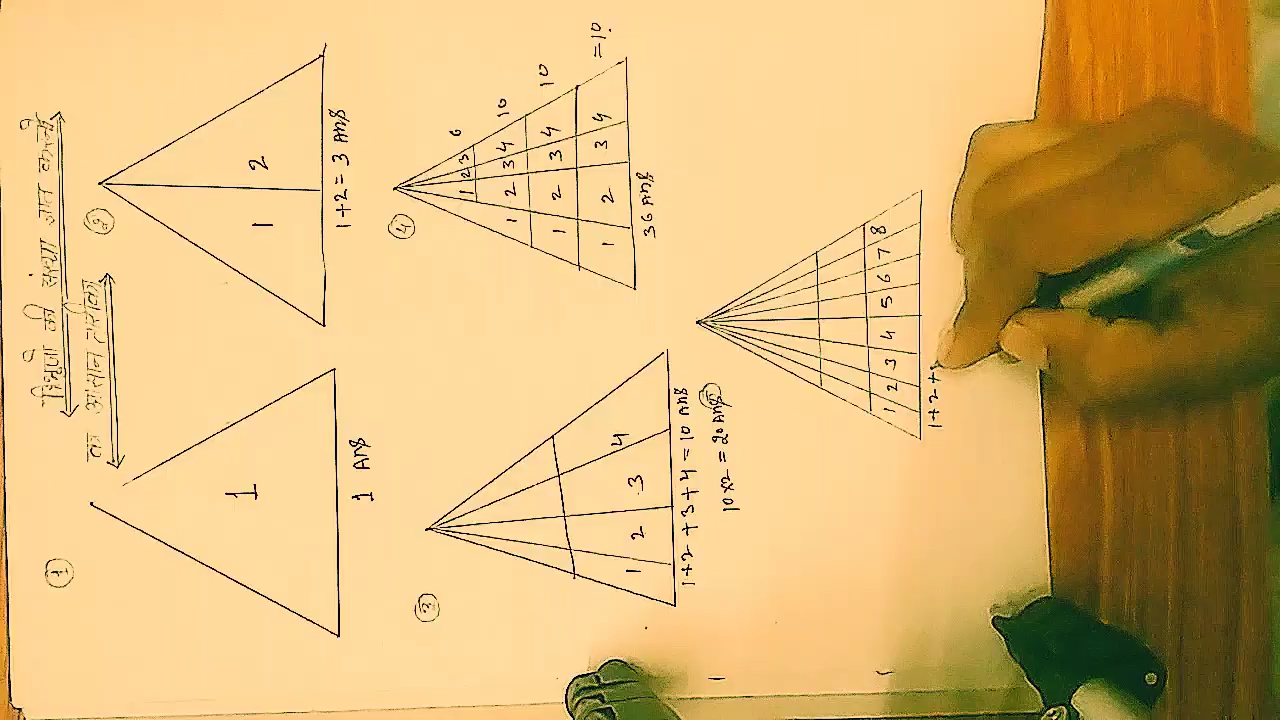 त्रिभुजों की संख्या ज्ञात करने
का आसान तरीका
1
1
1 Ans
2
1 2
1+2=3 Ans
3
1 2 3 4
1+2+3+4=10 Ans
10×2=20 Ans
4
1 2 3 6
1 2 3 4 10
1 2 3 4 10
1 2 3 4 =10
36 Ans
1 2 3 4 5 6 7 8
1+2+